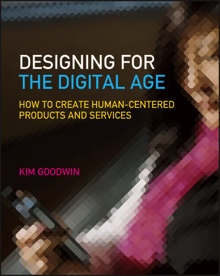 DESIGNING FOR
THE DIGITAL AGE
HOW TO CREATE HUMAN-CENTERED
PRODUCTS AND SERVICES
KIM GOODWIN